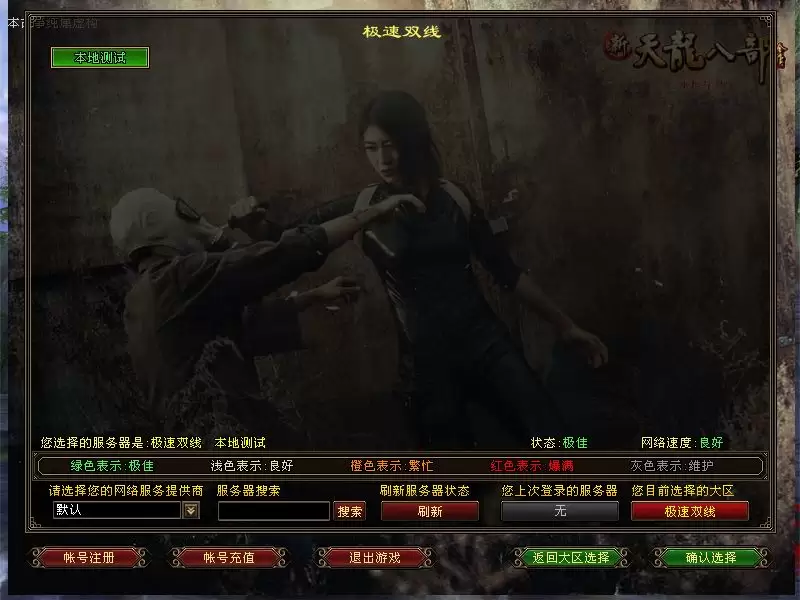 极速双线
本地测试
新天龍八部
您选择的服务器是:极速双线 本地测试 状态:极佳 网络速度:良好
绿色表示:极佳 浅色表示:良好 橙色表示:繁忙 红色表示:爆满 灰色表示:维护
请选择您的网络服务提供商 服务器搜索 刷新服务器状态 您上次登录的服务器 您目前选择的大区
默认 搜索 刷新 无 极速双线
帐号注册 帐号充值 退出游戏 返回大区选择 确认选择